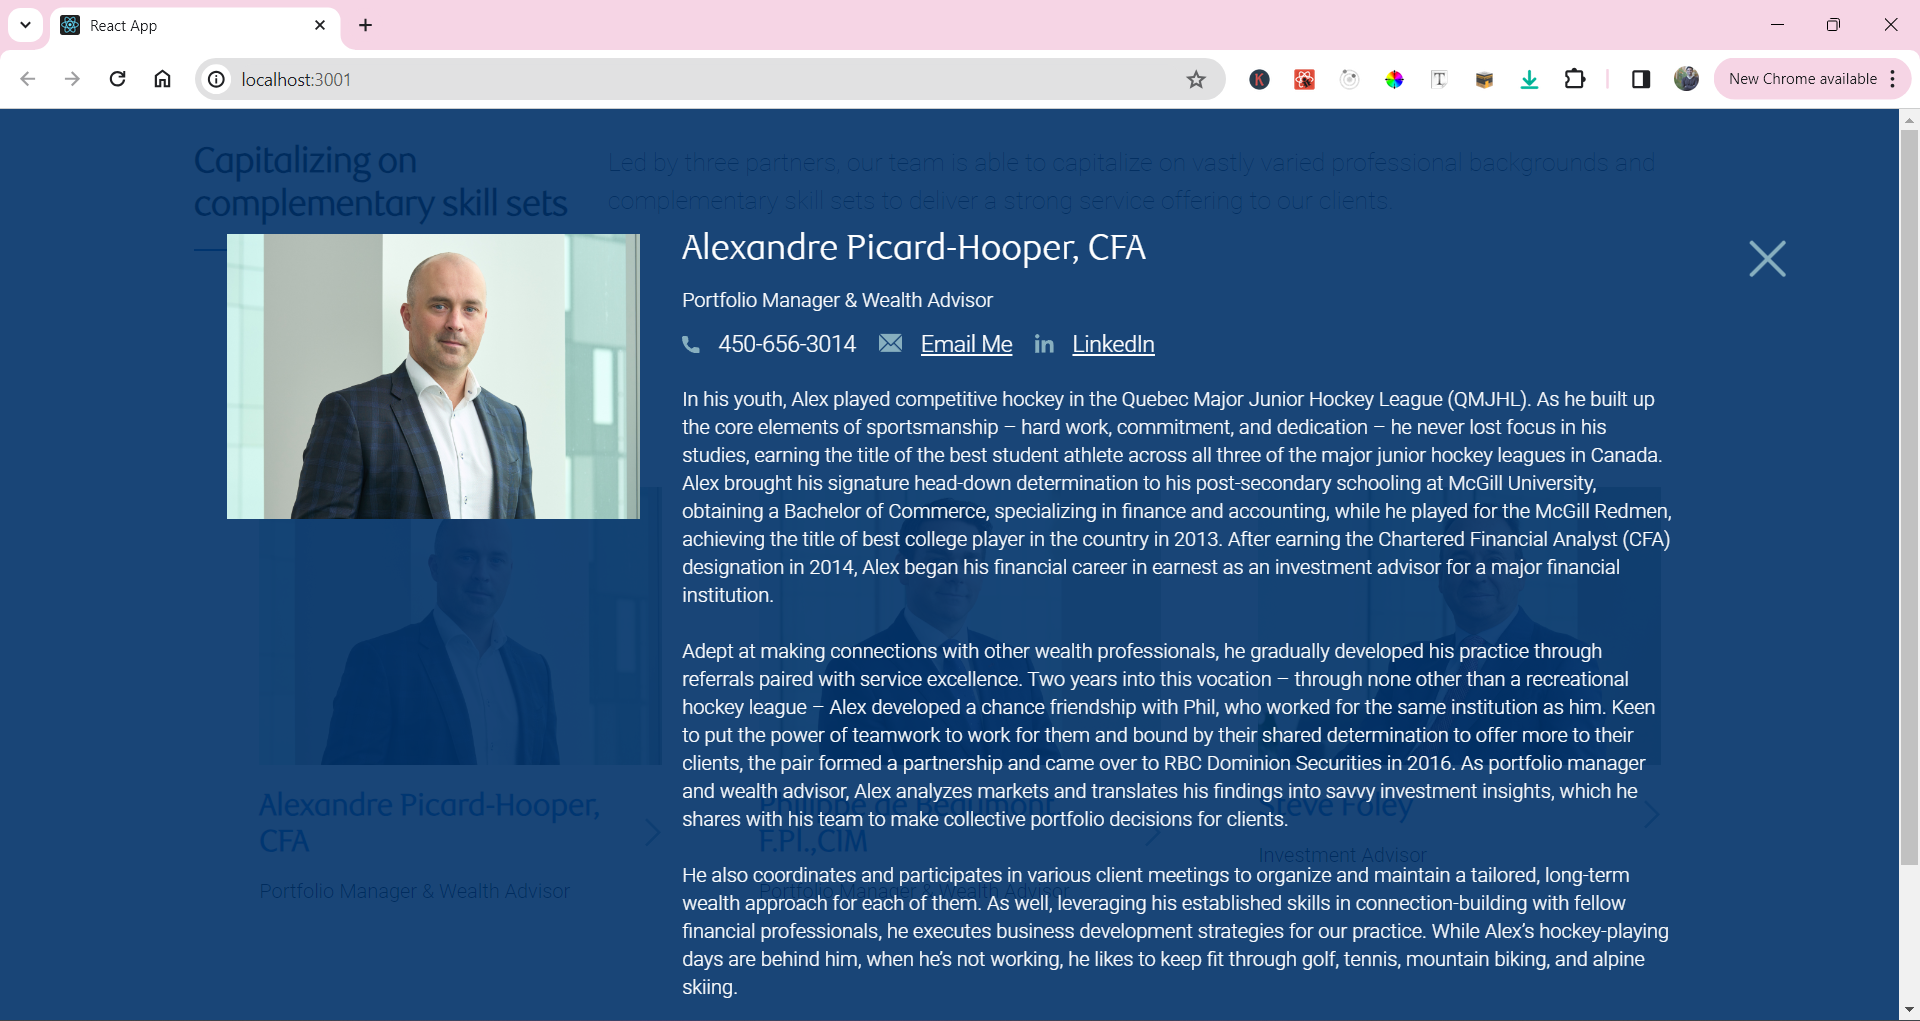 React App
localhost:3001
New Chrome available
Capitalizing on
complementary skill sets
Led by three partners, our team is able to capitalize on vastly varied professional backgrounds and
complementary skill sets to deliver a strong service offering to our clients.
Alexandre Picard-Hooper, CFA
Portfolio Manager & Wealth Advisor
450-656-3014 Email Me in LinkedIn
In his youth, Alex played competitive hockey in the Quebec Major Junior Hockey League (QMJHL). As he built up
the core elements of sportsmanship – hard work, commitment, and dedication – he never lost focus in his
studies, earning the title of the best student athlete across all three of the major junior hockey leagues in Canada.
Alex brought his signature head-down determination to his post-secondary schooling at McGill University,
obtaining a Bachelor of Commerce, specializing in finance and accounting, while he played for the McGill Redmen,
achieving the title of best college player in the country in 2013. After earning the Chartered Financial Analyst (CFA)
designation in 2014, Alex began his financial career in earnest as an investment advisor for a major financial
institution.
Adept at making connections with other wealth professionals, he gradually developed his practice through
referrals paired with service excellence. Two years into this vocation – through none other than a recreational
hockey league – Alex developed a chance friendship with Phil, who worked for the same institution as him. Keen
to put the power of teamwork to work for them and bound by their shared determination to offer more to their
clients, the pair formed a partnership and came over to RBC Dominion Securities in 2016. As portfolio manager
and wealth advisor, Alex analyzes markets and translates his findings into savvy investment insights, which he
shares with his team to make collective portfolio decisions for clients.
He also coordinates and participates in various client meetings to organize and maintain a tailored, long-term
wealth approach for each of them. As well, leveraging his established skills in connection-building with fellow
financial professionals, he executes business development strategies for our practice. While Alex’s hockey-playing
days are behind him, when he’s not working, he likes to keep fit through golf, tennis, mountain biking, and alpine
skiing.
Alexandre Picard-Hooper,
CFA
Portfolio Manager & Wealth Advisor
Philippe de Beaumont
F.Pl.,CIM
Portfolio Manager & Wealth Advisor
Steve Foley
Investment Advisor